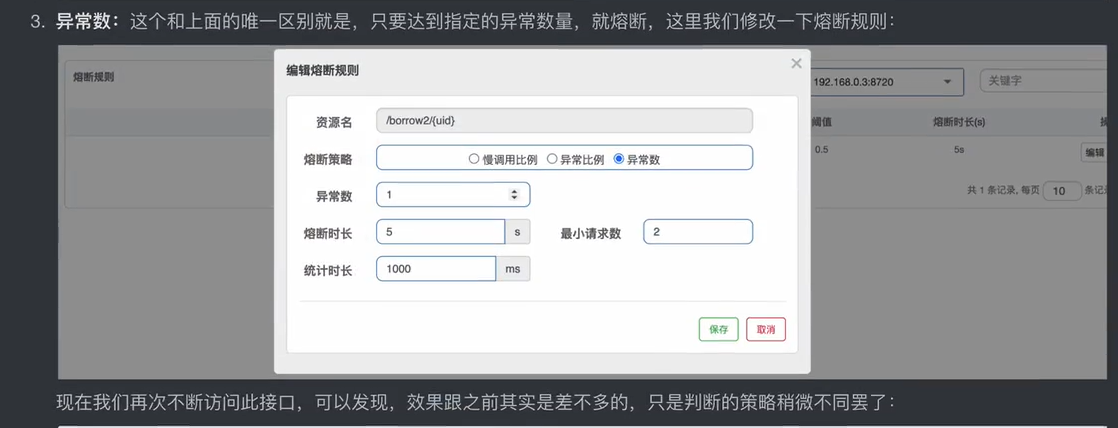 3. 异常数：这个和上面的唯一区别就是，只要达到指定的异常数量，就熔断，这里我们修改一下熔断规则：
编辑熔断规则 ×
熔断规则 192.168.0.3:8720 关键字
资源名 /borrow2/{uid}
阈值 熔断时长(s)
熔断策略 慢调用比例 异常比例 异常数
0.5 5s 编辑
异常数 1
共 1 条记录, 每页 10 条记
熔断时长 5 s 最小请求数 2
统计时长 1000 ms
保存 取消
现在我们再次不断访问此接口，可以发现，效果跟之前其实是差不多的，只是判断的策略稍微不同罢了：